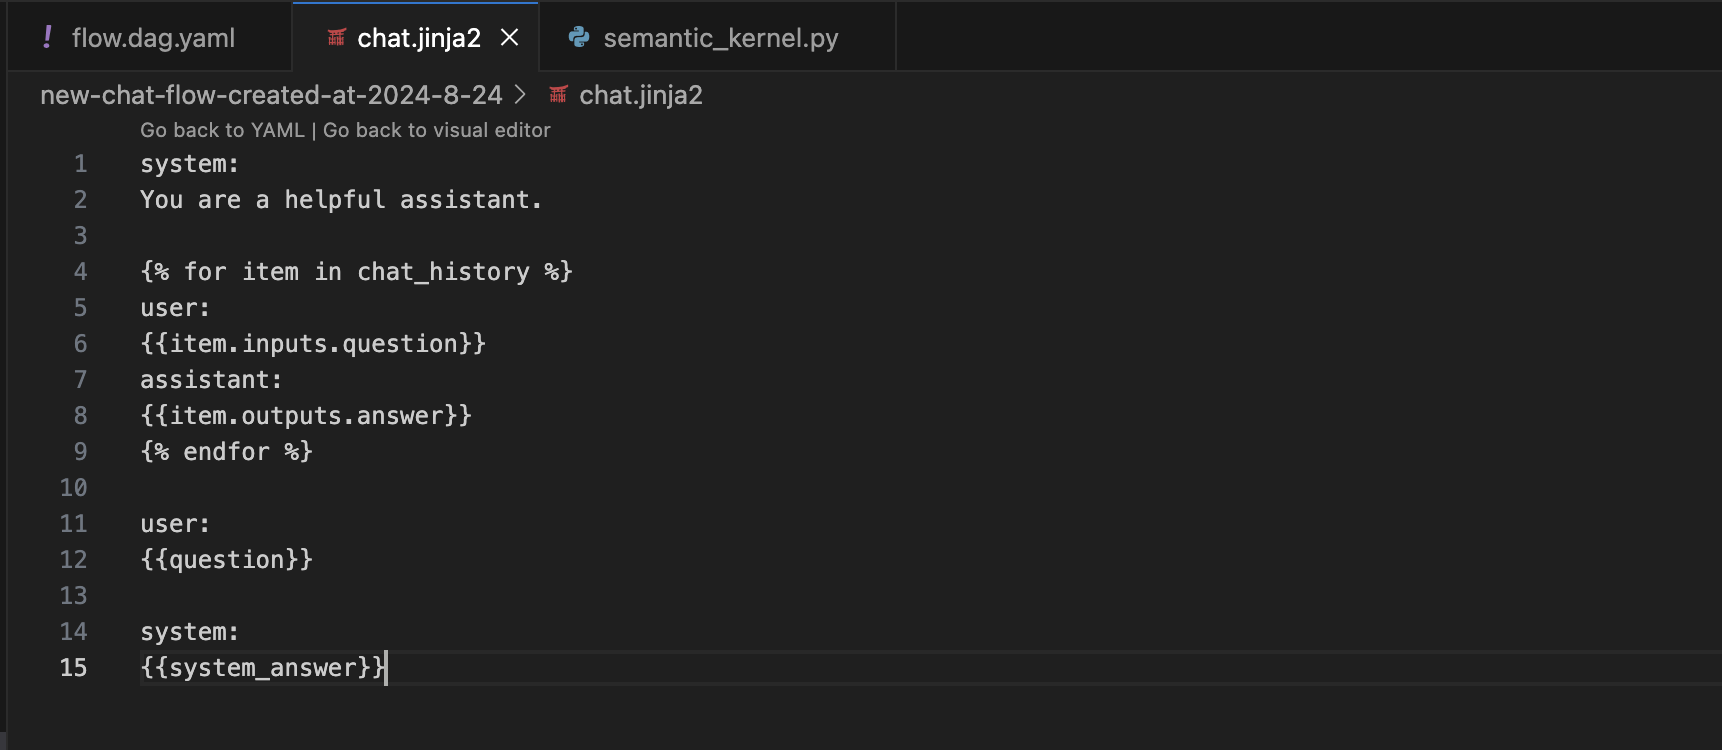 ! flow.dag.yaml chat.jinja2 × semantic_kernel.py
new-chat-flow-created-at-2024-8-24 > chat.jinja2
Go back to YAML | Go back to visual editor
1 system:
2 You are a helpful assistant.
3
4 {% for item in chat_history %}
5 user:
6 {{item.inputs.question}}
7 assistant:
8 {{item.outputs.answer}}
9 {% endfor %}
10
11 user:
12 {{question}}
13
14 system:
15 {{system_answer}}